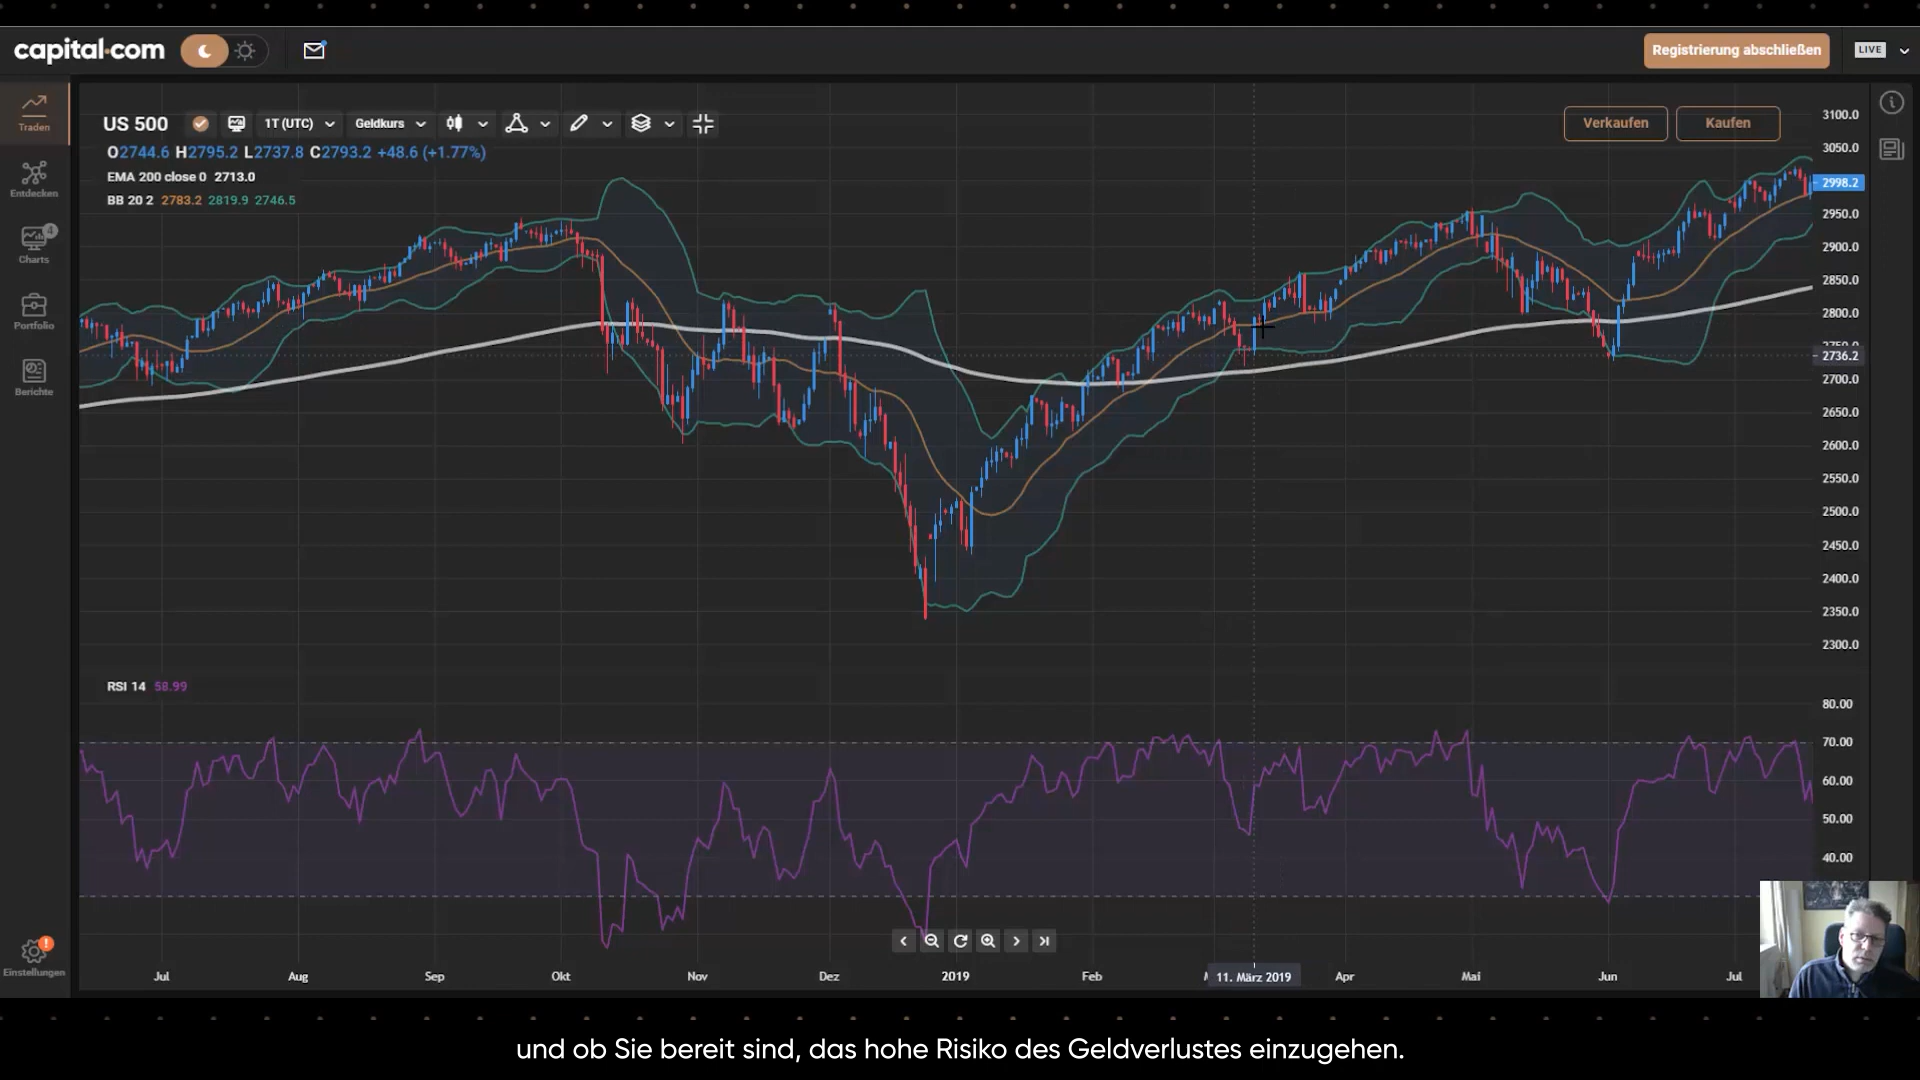 capital.com
Registrierung abschließen
LIVE
Traden
Entdecken
4
Charts
Portfolio
Berichte
!
Einstellungen
US 500
1T (UTC)
Geldkurs
Verkaufen
Kaufen
O2744.6 H2795.2 L2737.8 C2793.2 +48.6 (+1.77%)
EMA 200 close 0 2713.0
BB 20 2 2783.2 2819.9 2746.5
3100.0
3050.0
2998.2
2950.0
2900.0
2850.0
2800.0
2736.2
2700.0
2650.0
2600.0
2550.0
2500.0
2450.0
2400.0
2350.0
2300.0
RSI 14 58.99
80.00
70.00
60.00
50.00
40.00
Jul Aug Sep Okt Nov Dez 2019 Feb 11. März 2019 Apr Mai Jun Jul
und ob Sie bereit sind, das hohe Risiko des Geldverlustes einzugehen.